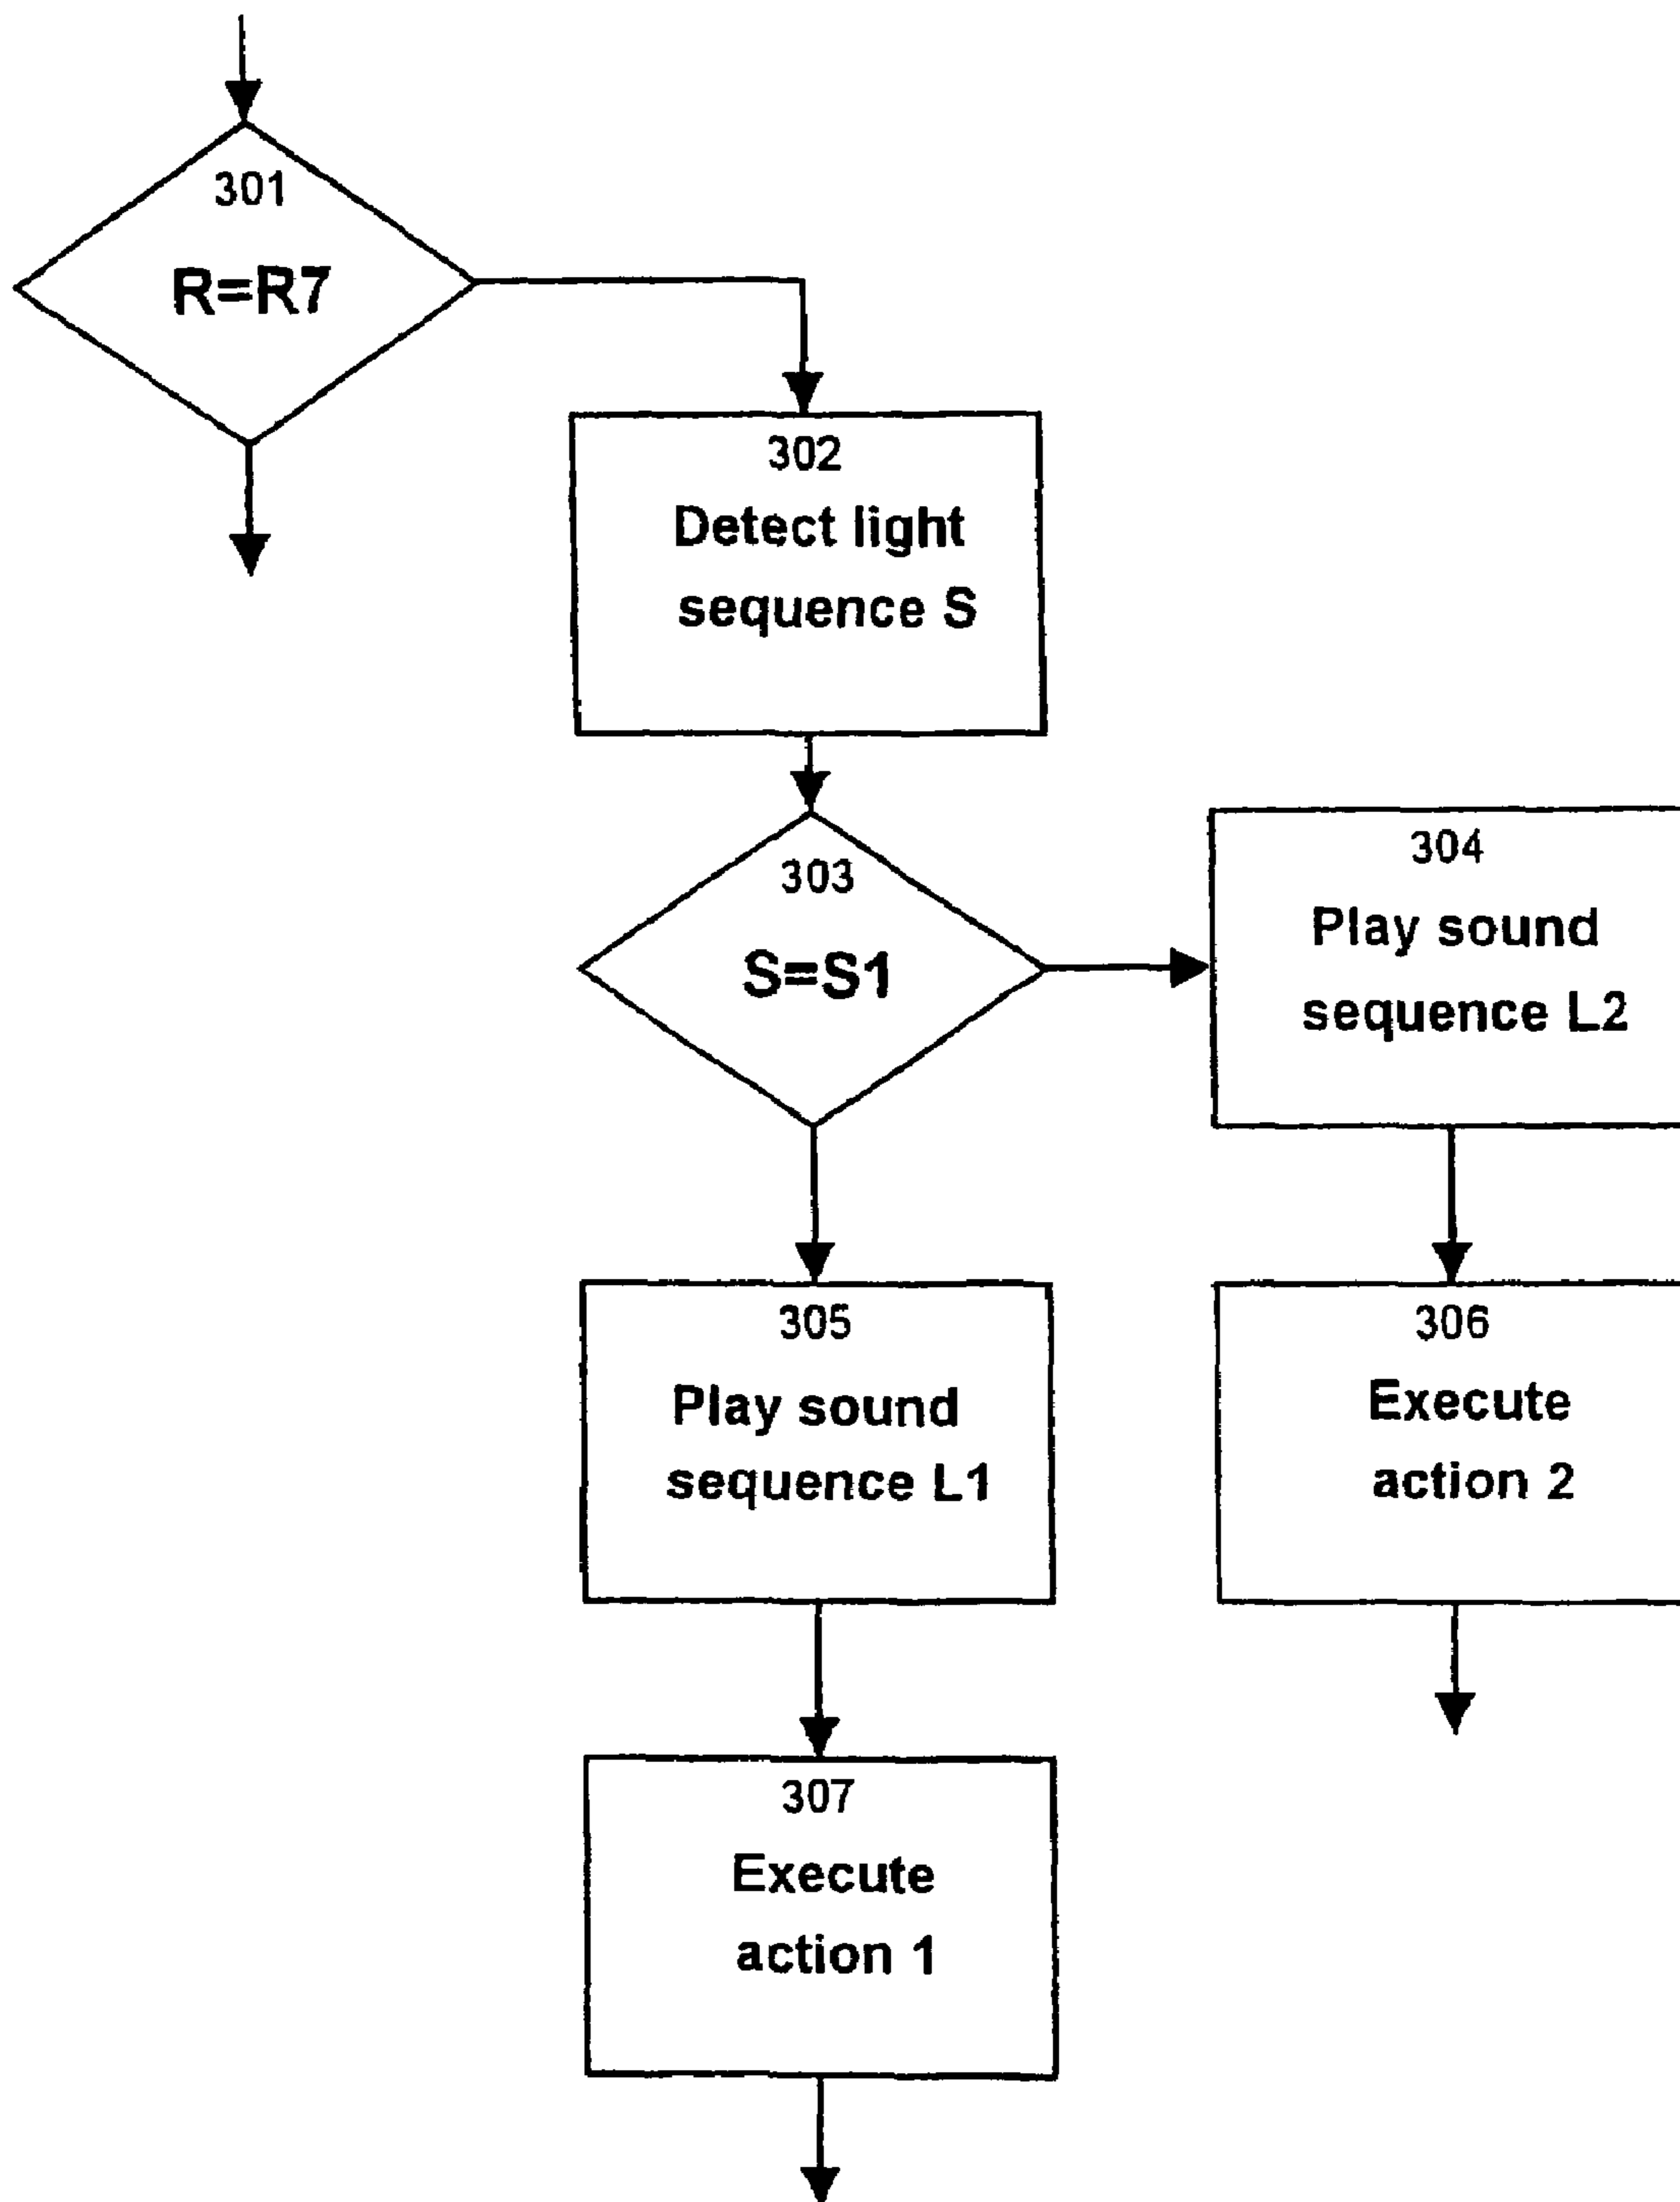 301
R=R7
302
Detect light
sequence S
303
S=S1
304
Play sound
sequence L2
305
Play sound
sequence L1
306
Execute
action 2
307
Execute
action 1